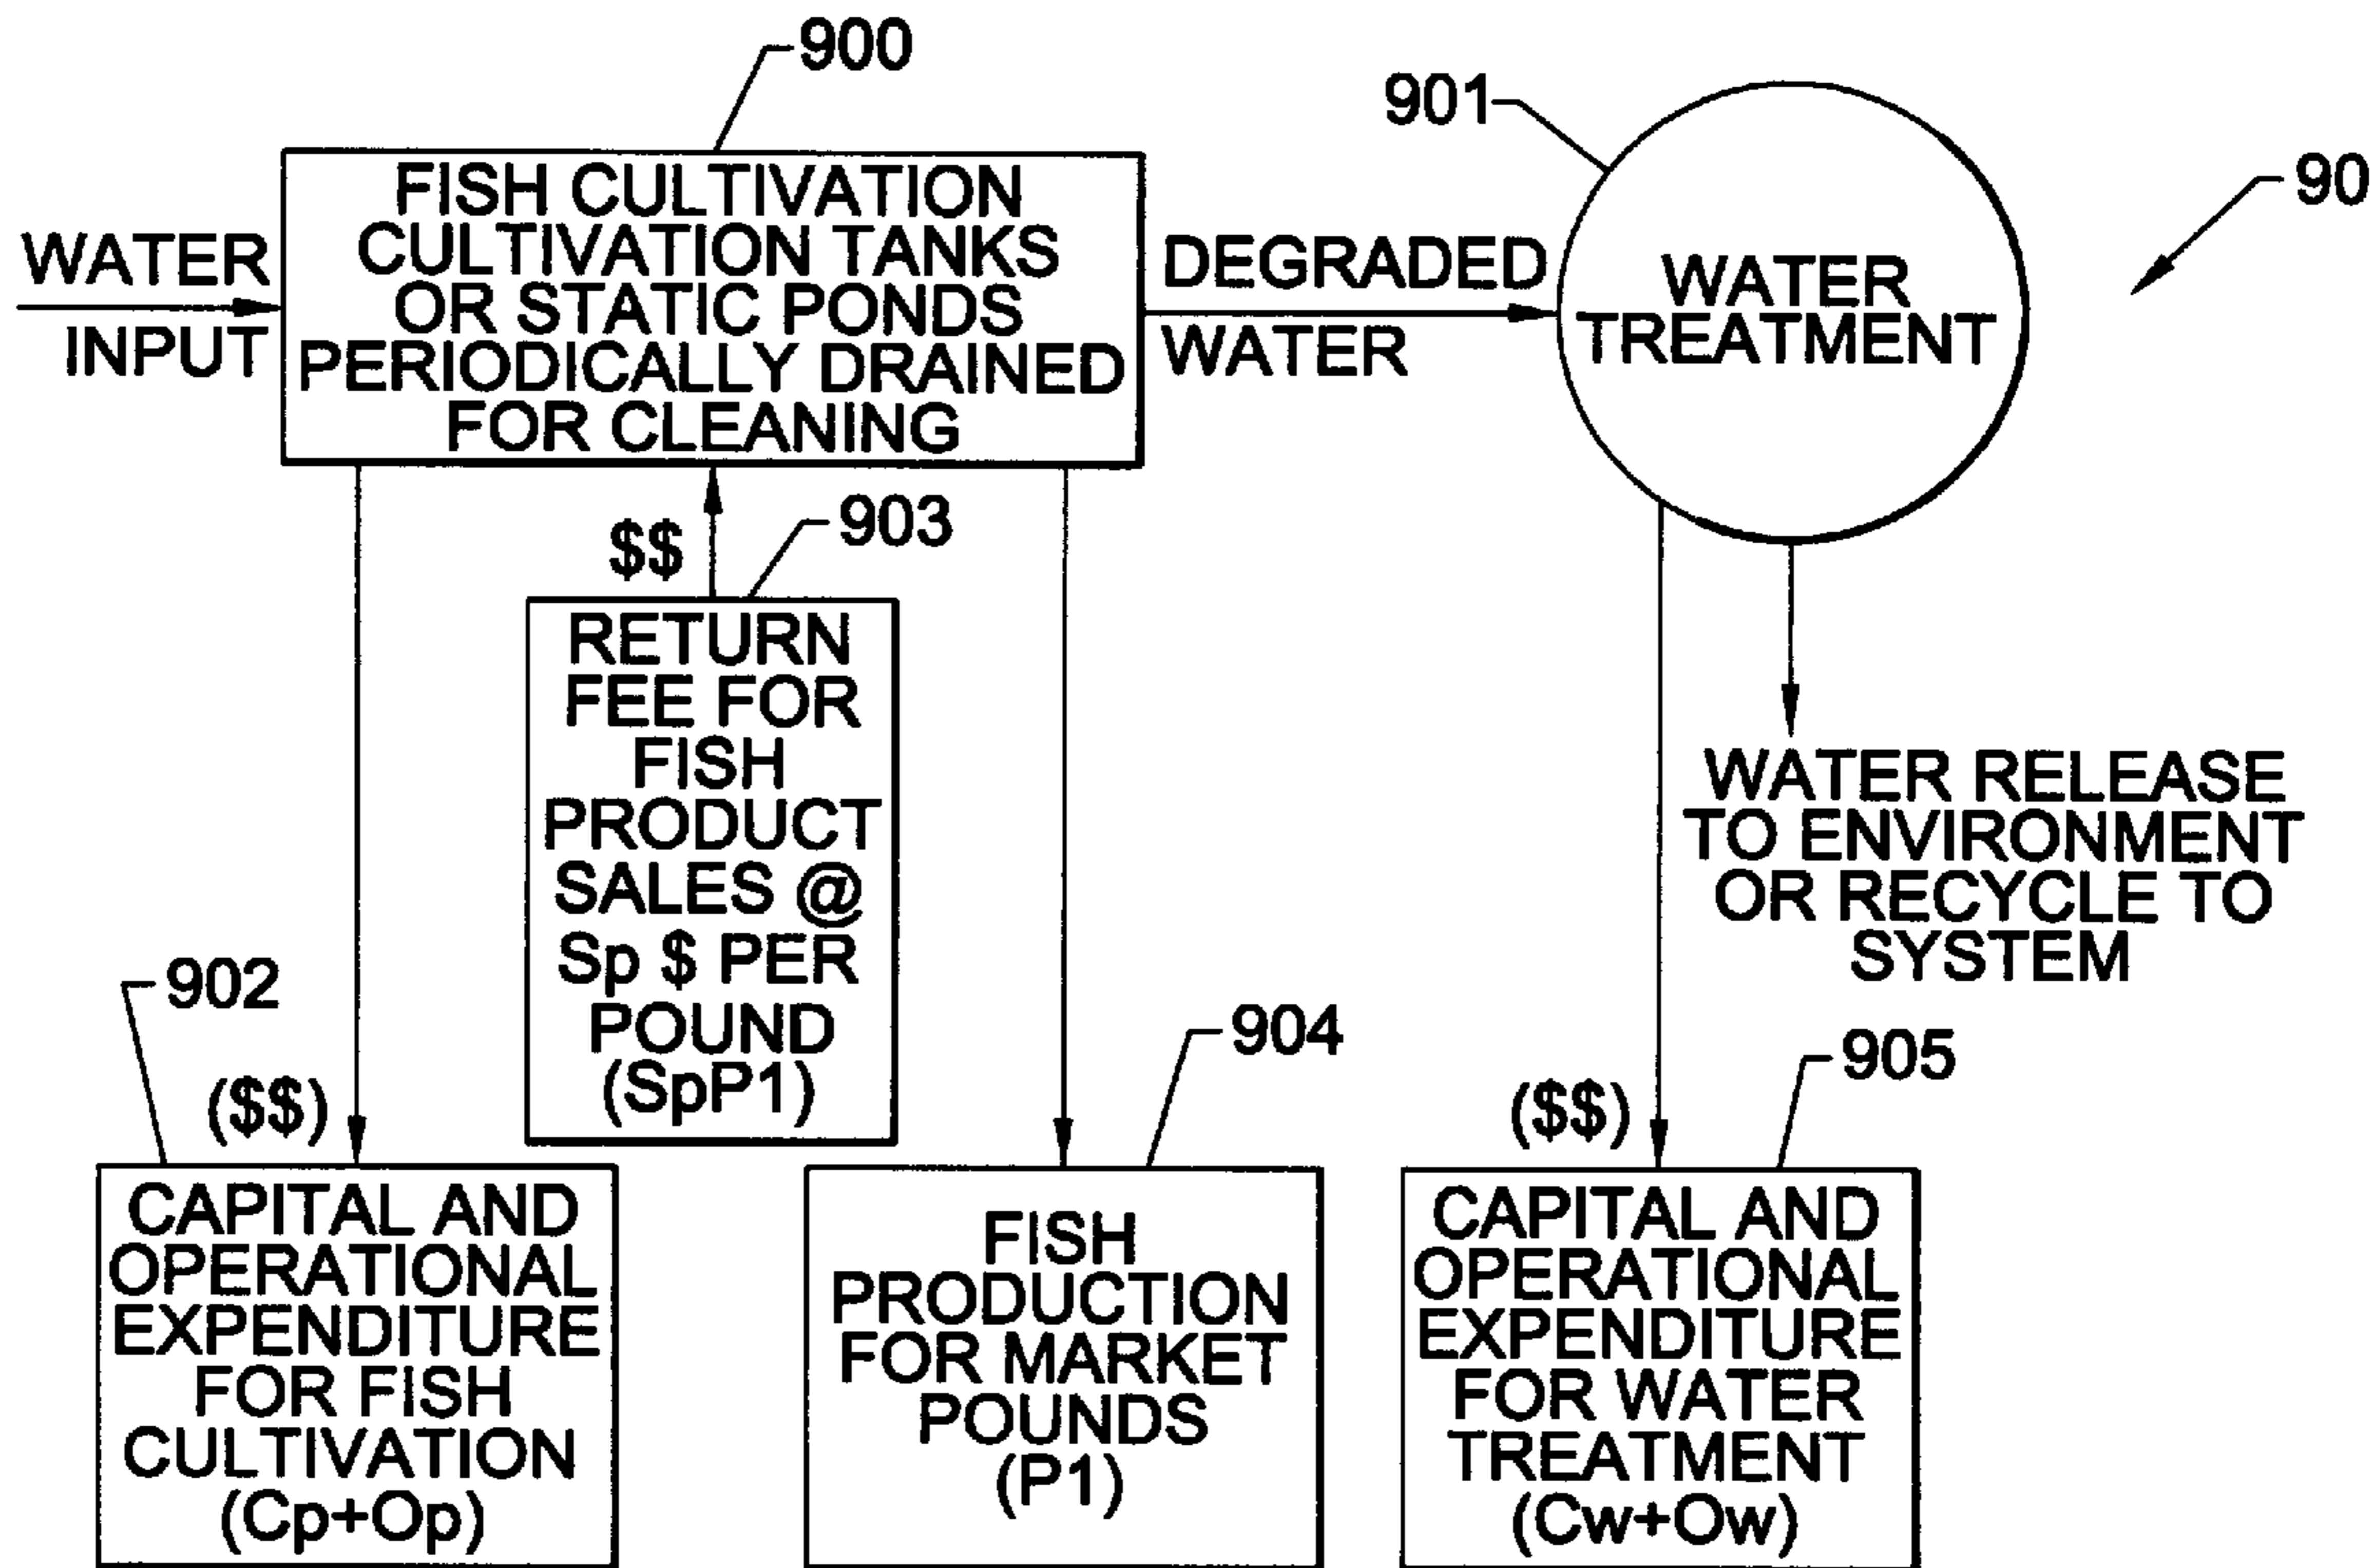 900
901
90
FISH CULTIVATION
CULTIVATION TANKS
OR STATIC PONDS
PERIODICALLY DRAINED
FOR CLEANING
WATER
INPUT
DEGRADED
WATER
WATER
TREATMENT
$$
903
RETURN
FEE FOR
FISH
PRODUCT
SALES @
Sp $ PER
POUND
(SpP1)
WATER RELEASE
TO ENVIRONMENT
OR RECYCLE TO
SYSTEM
902
($$)
904
($$)
905
CAPITAL AND
OPERATIONAL
EXPENDITURE
FOR FISH
CULTIVATION
(Cp+Op)
FISH
PRODUCTION
FOR MARKET
POUNDS
(P1)
CAPITAL AND
OPERATIONAL
EXPENDITURE
FOR WATER
TREATMENT
(Cw+Ow)